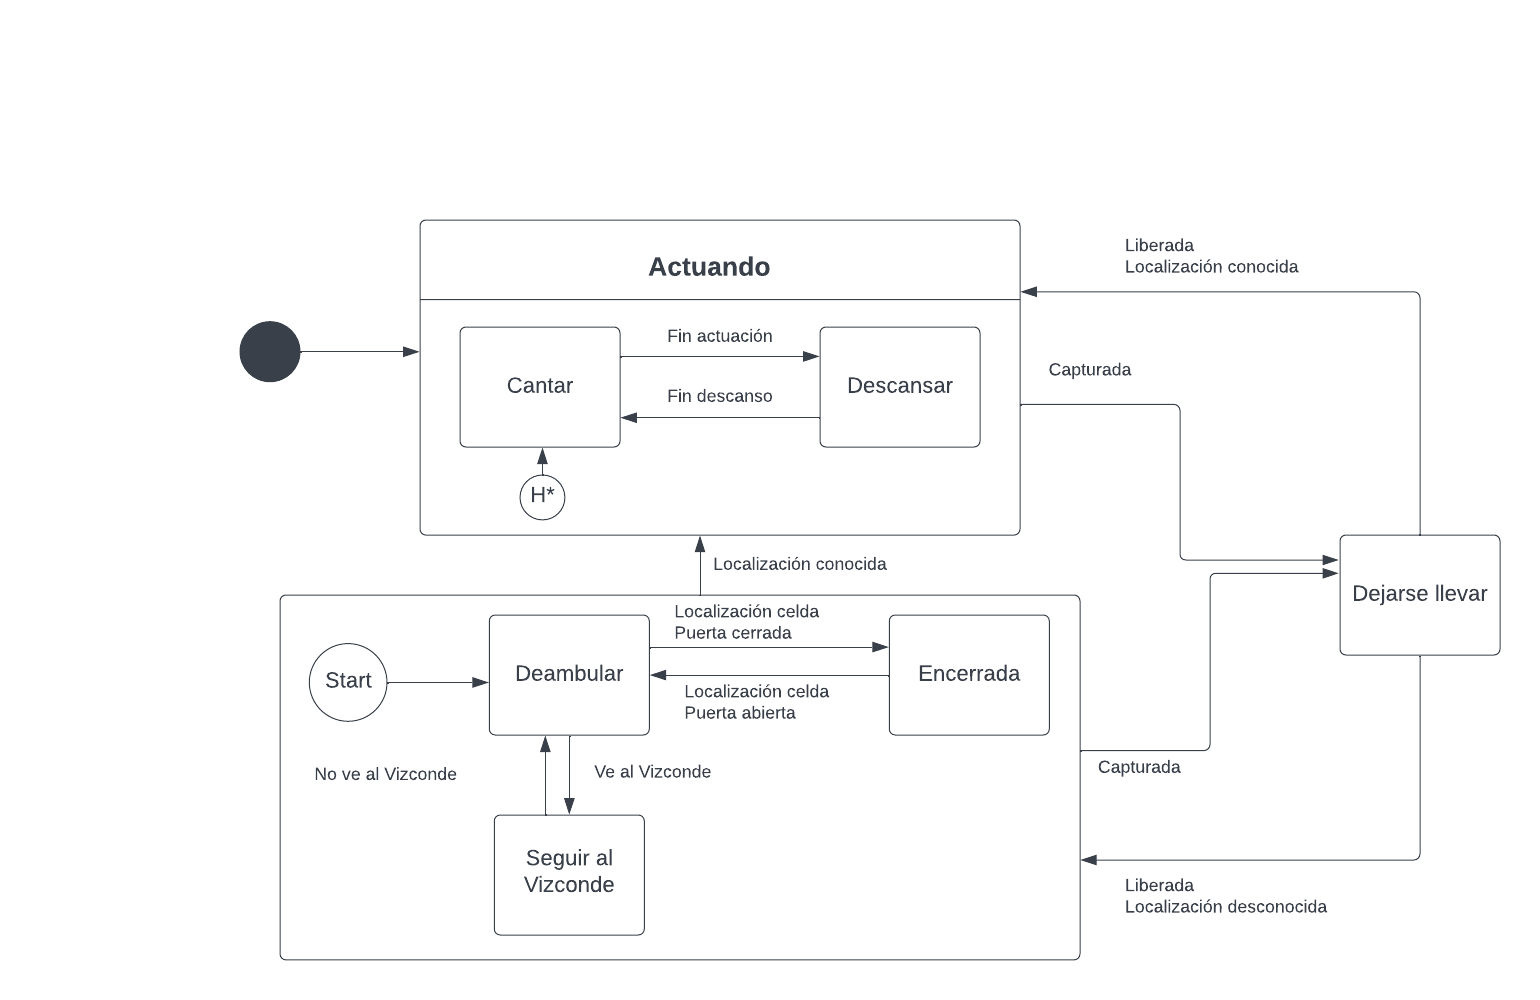 Liberada
Localización conocida
Actuando
Fin actuación
Capturada
Cantar
Descansar
Fin descanso
H*
Localización conocida
Dejarse llevar
Localización celda
Puerta cerrada
Start
Deambular
Encerrada
Localización celda
Puerta abierta
No ve al Vizconde
Ve al Vizconde
Capturada
Seguir al
Vizconde
Liberada
Localización desconocida